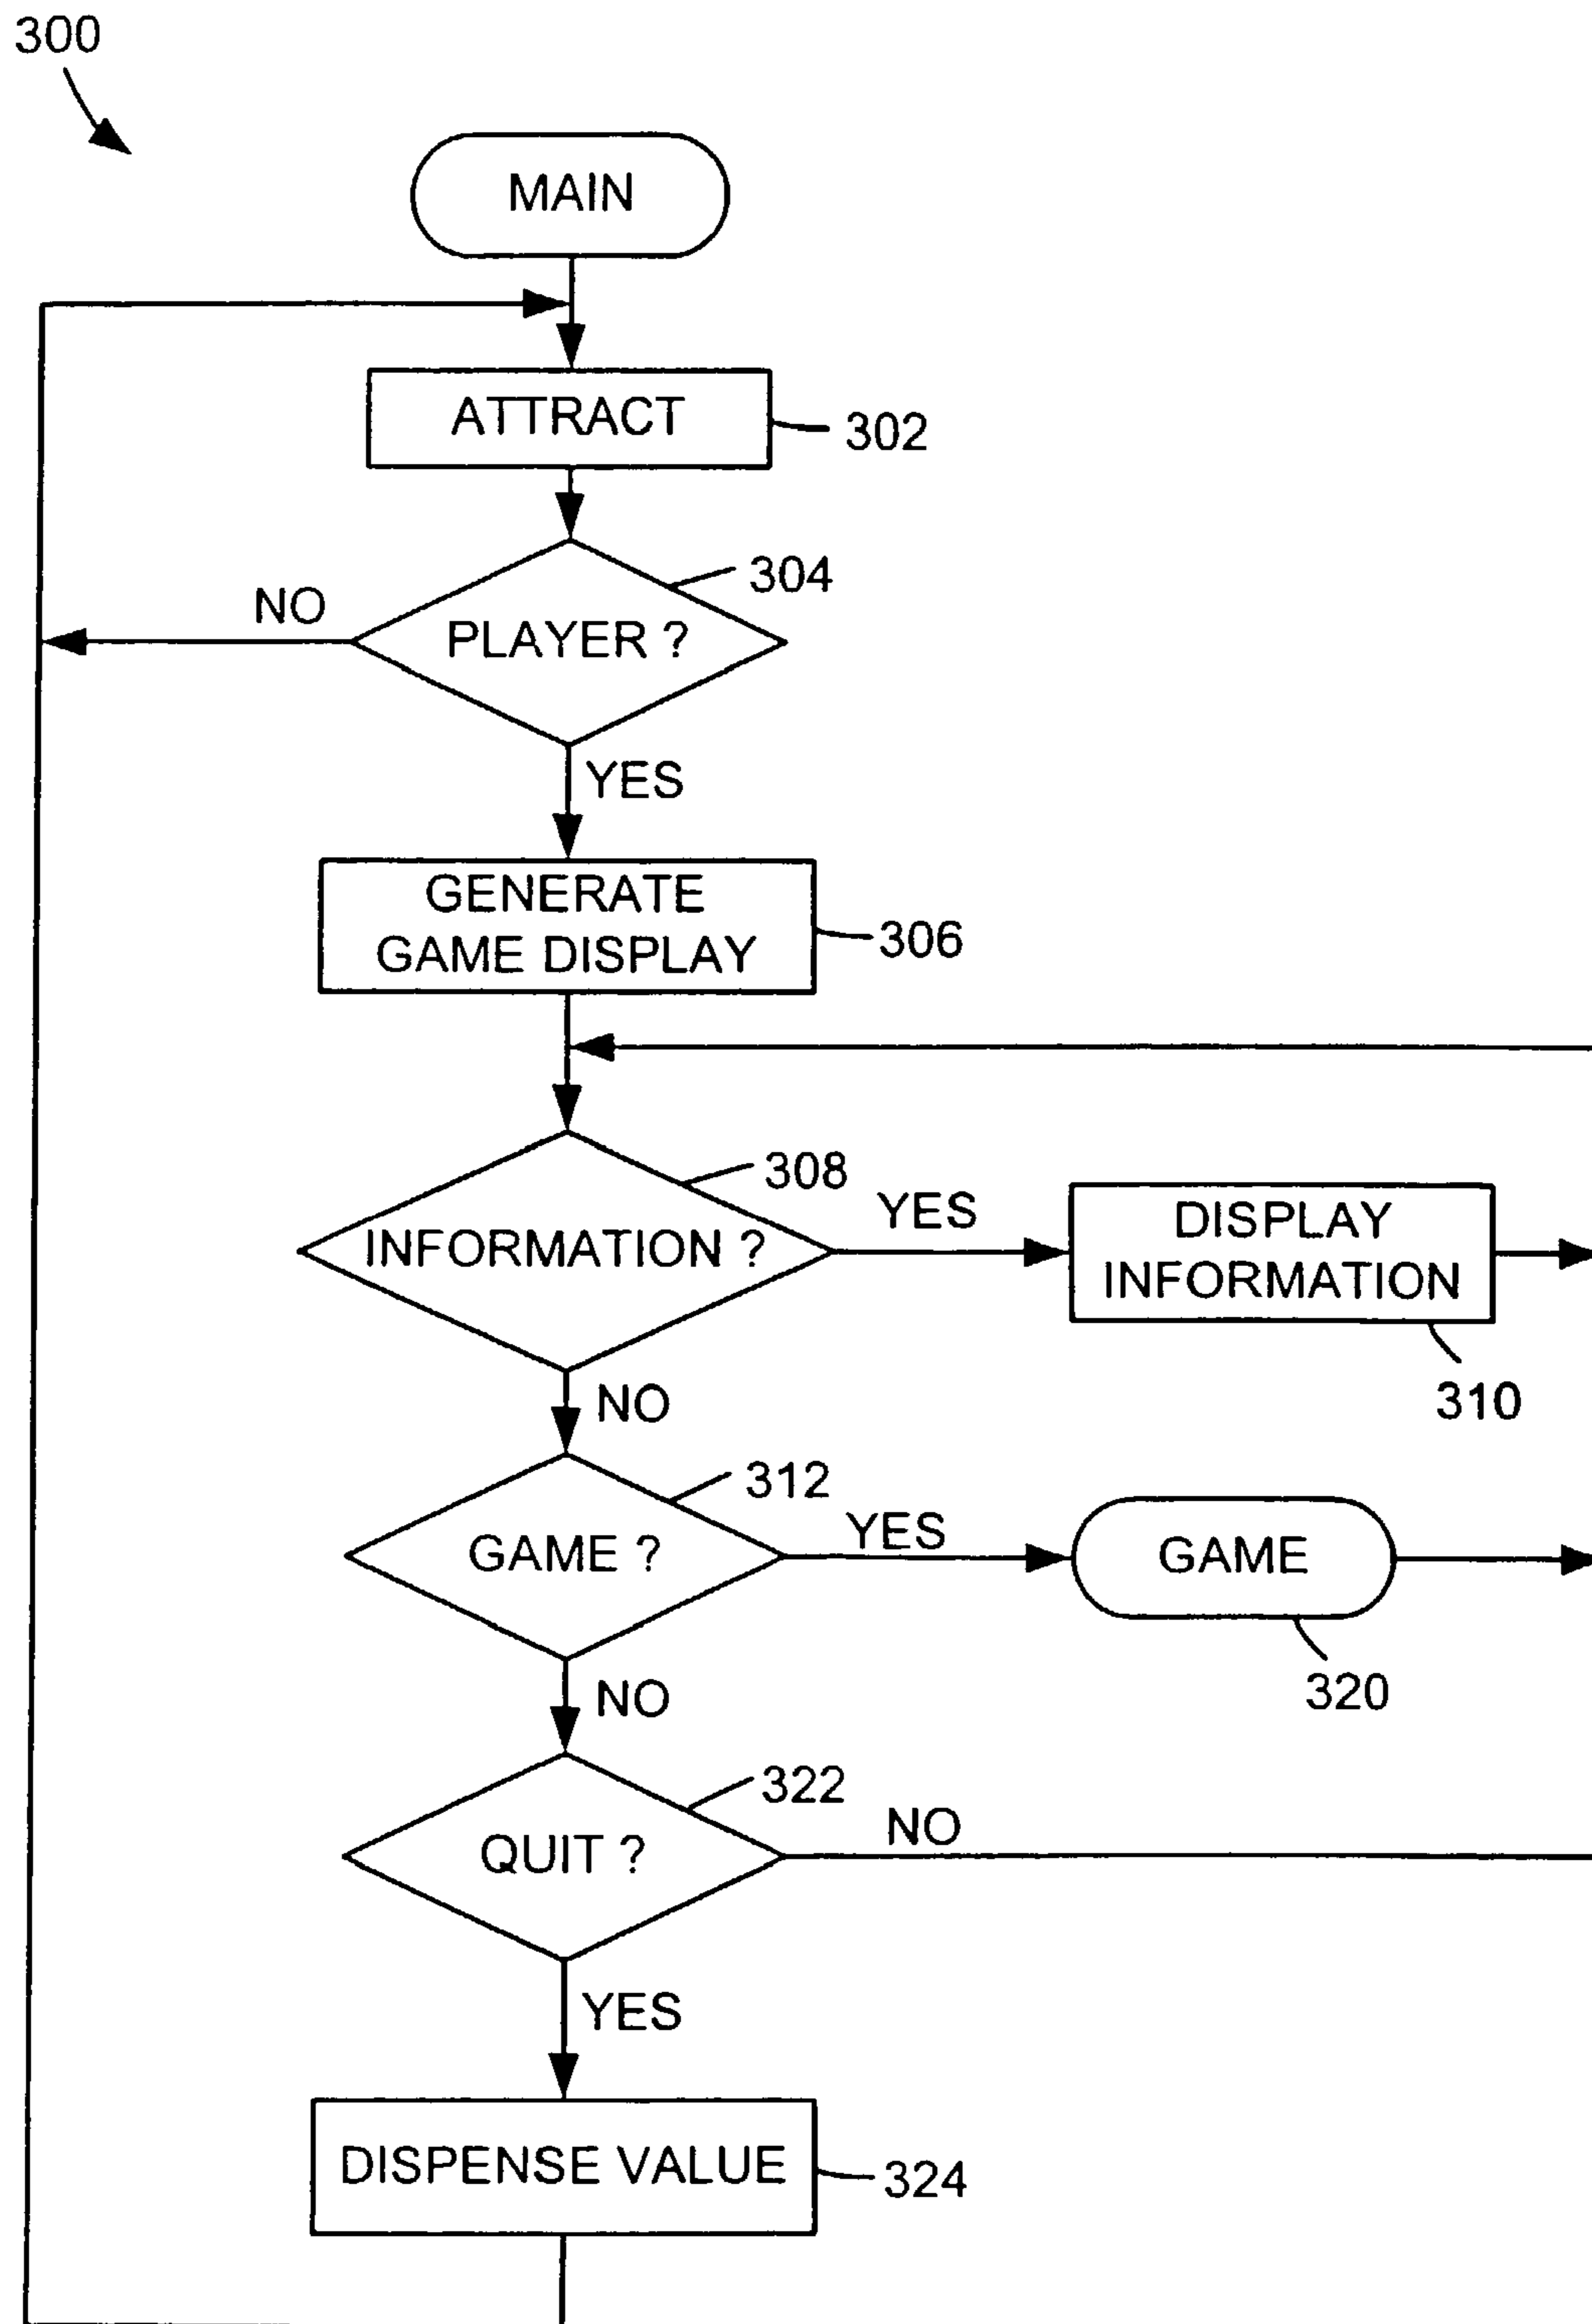 300
MAIN
ATTRACT
302
304
NO
PLAYER ?
YES
GENERATE
GAME DISPLAY
306
308
INFORMATION ?
YES
DISPLAY
INFORMATION
310
NO
312
GAME ?
YES
GAME
320
NO
322
QUIT ?
NO
YES
DISPENSE VALUE
324